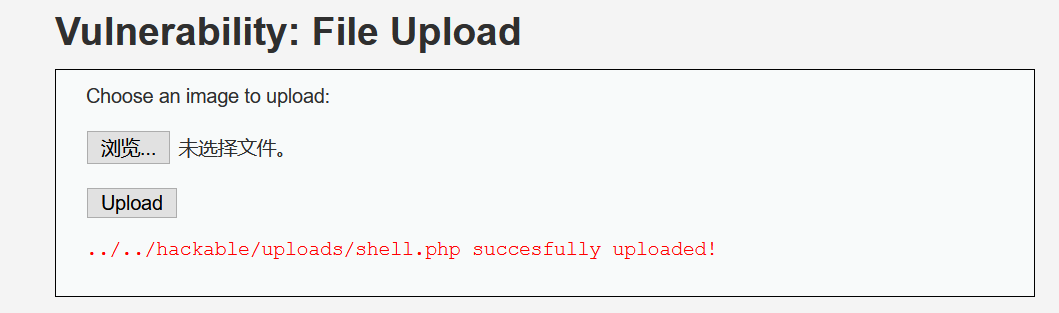 Vulnerability: File Upload
Choose an image to upload:
浏览... 未选择文件。
Upload
../../hackable/uploads/shell.php succesfully uploaded!